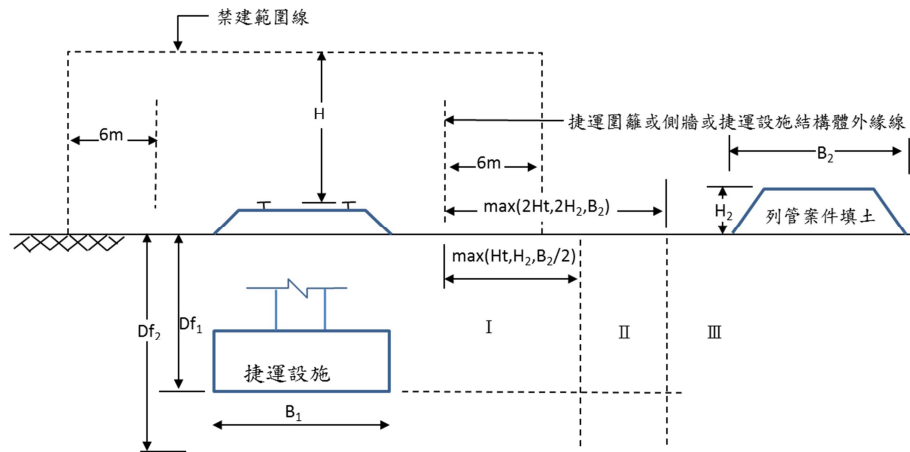 禁建範圍線
H
6m
捷運圍籬或側牆或捷運設施結構體外緣線
6m
B₂
max(2Ht,2H₂,B₂)
H₂
列管案件填土
max(Ht,H₂,B₂/2)
Df₂
Df₁
I
II
III
捷運設施
B₁